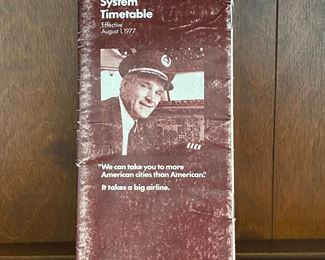 System
Timetable
Effective
August 1, 1977
"We can take you to more
American cities than American."
It takes a big airline.